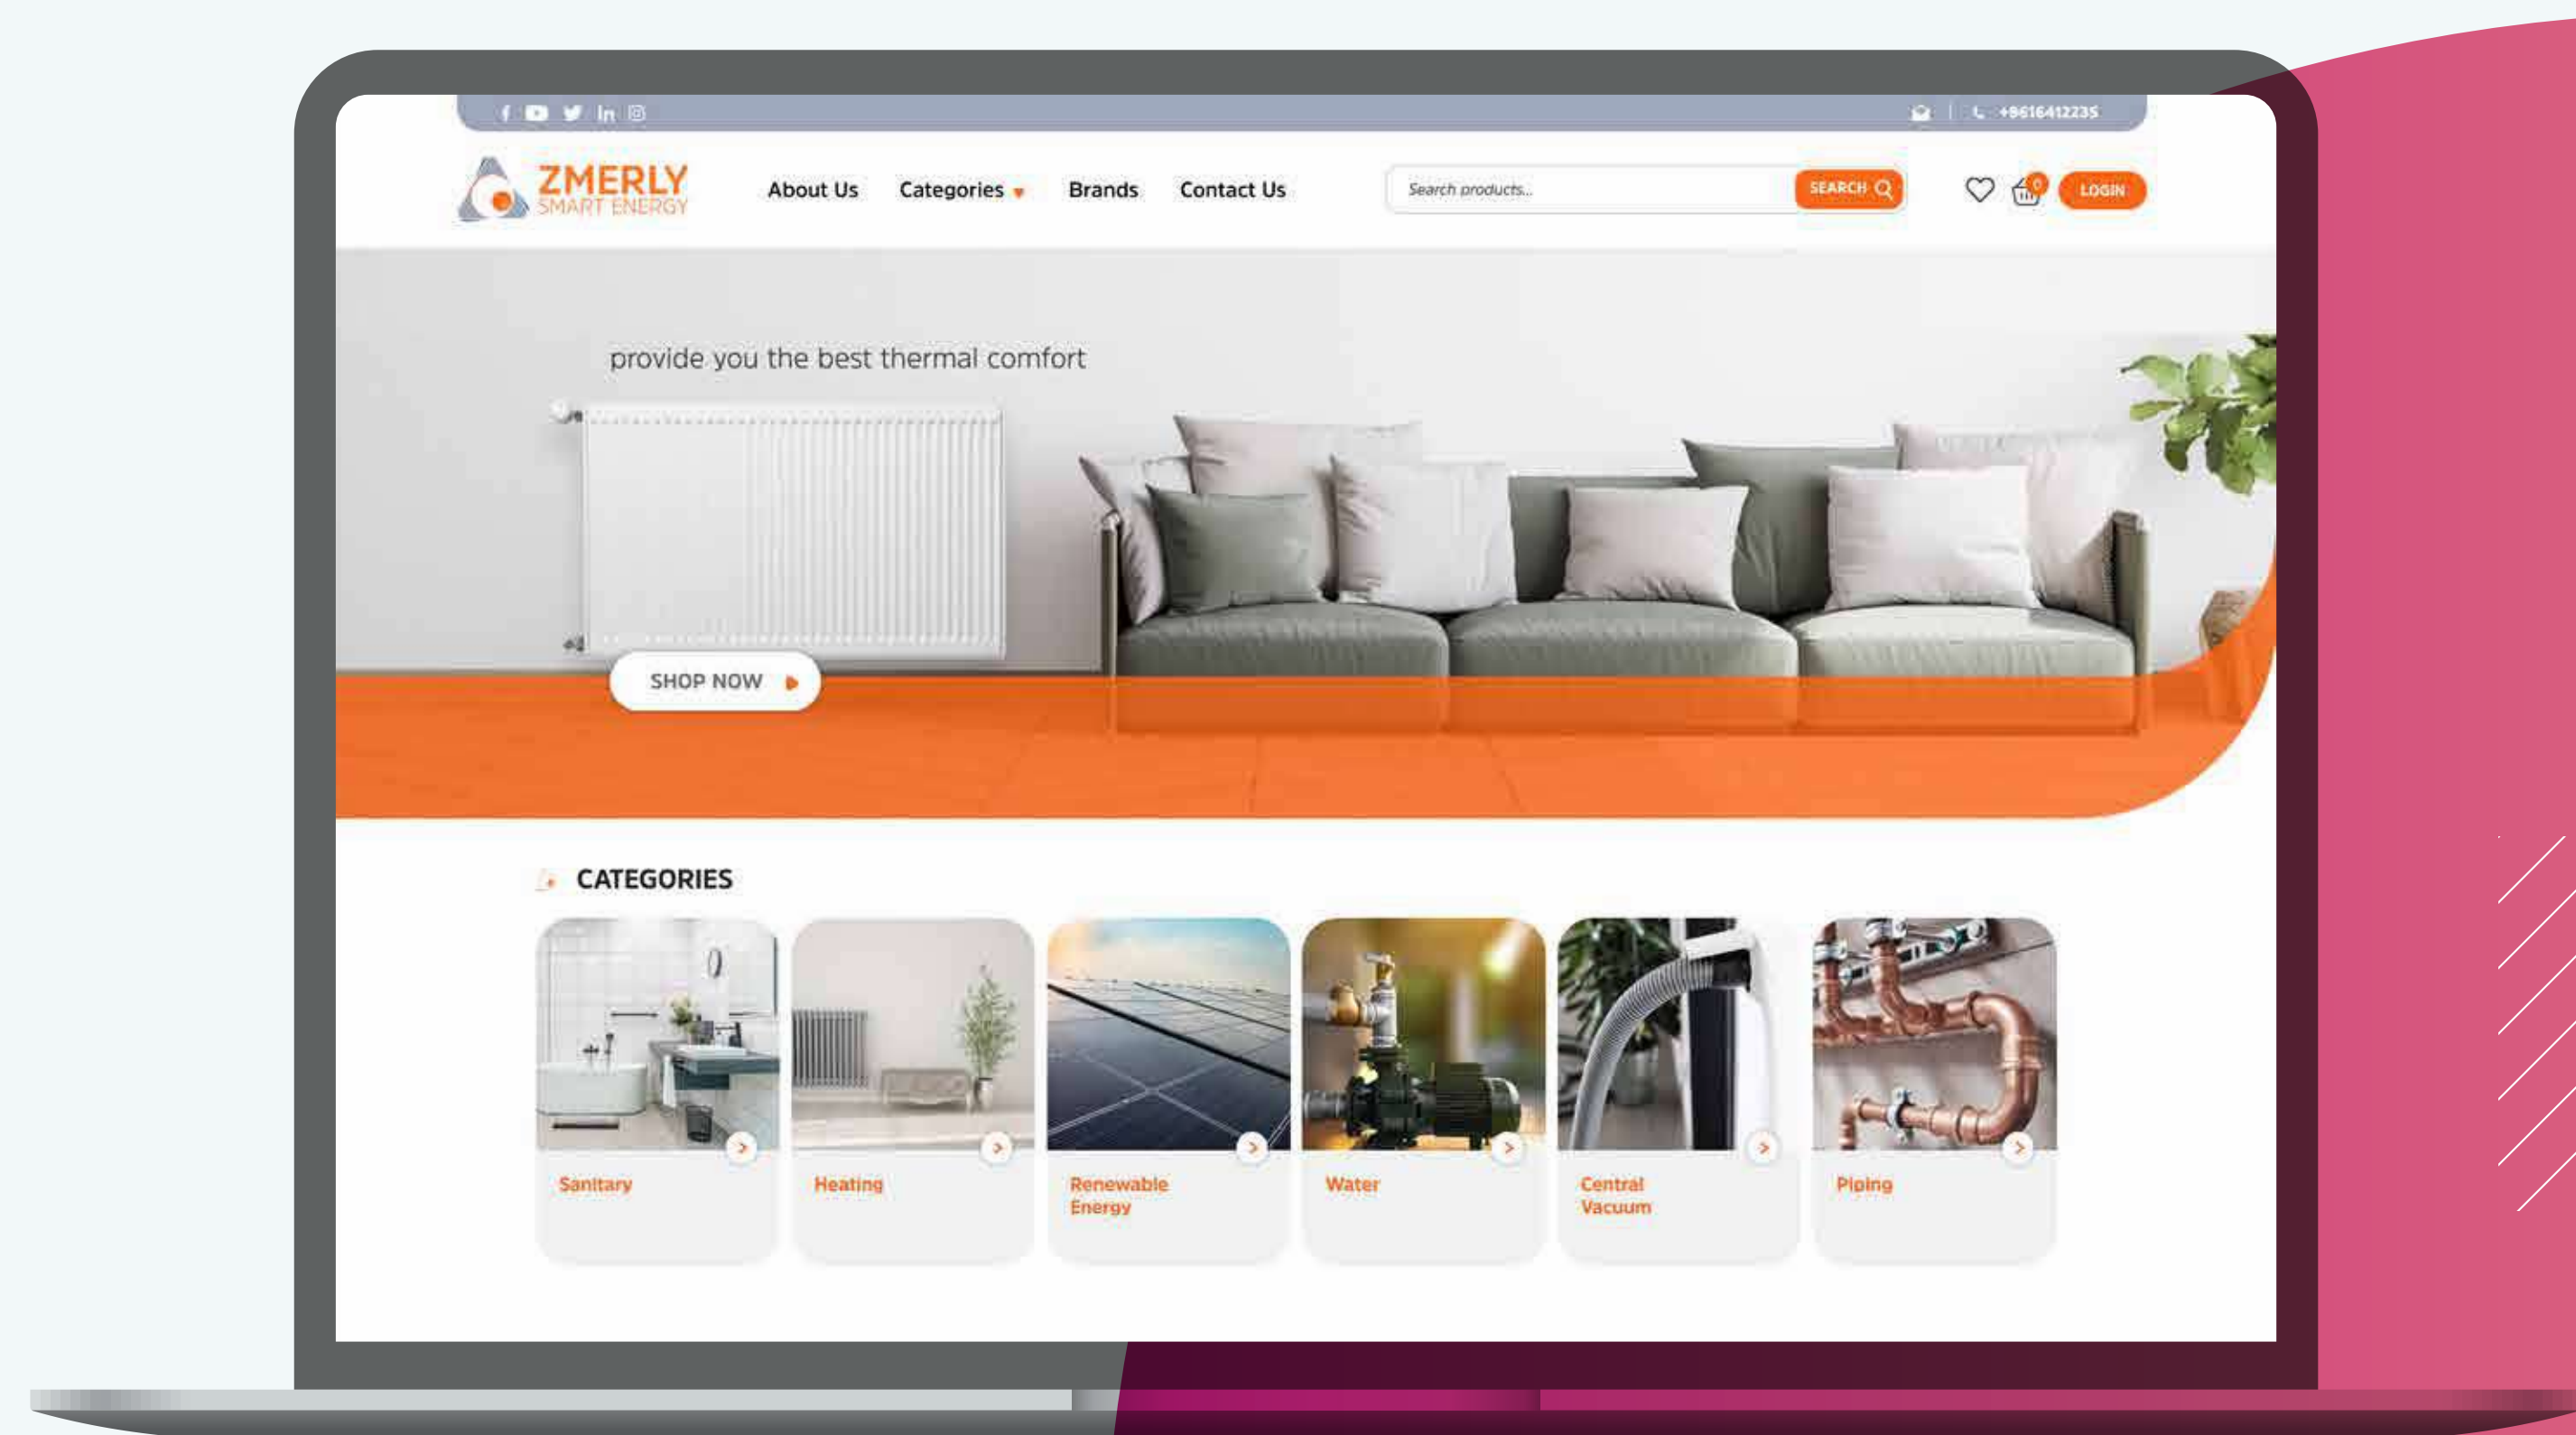 +9616412235
ZMERLY
SMART ENERGY
About Us Categories Brands Contact Us
Search products...
SEARCH
0
LOGIN
provide you the best thermal comfort
SHOP NOW
CATEGORIES
Sanitary
Heating
Renewable
Energy
Water
Central
Vacuum
Piping